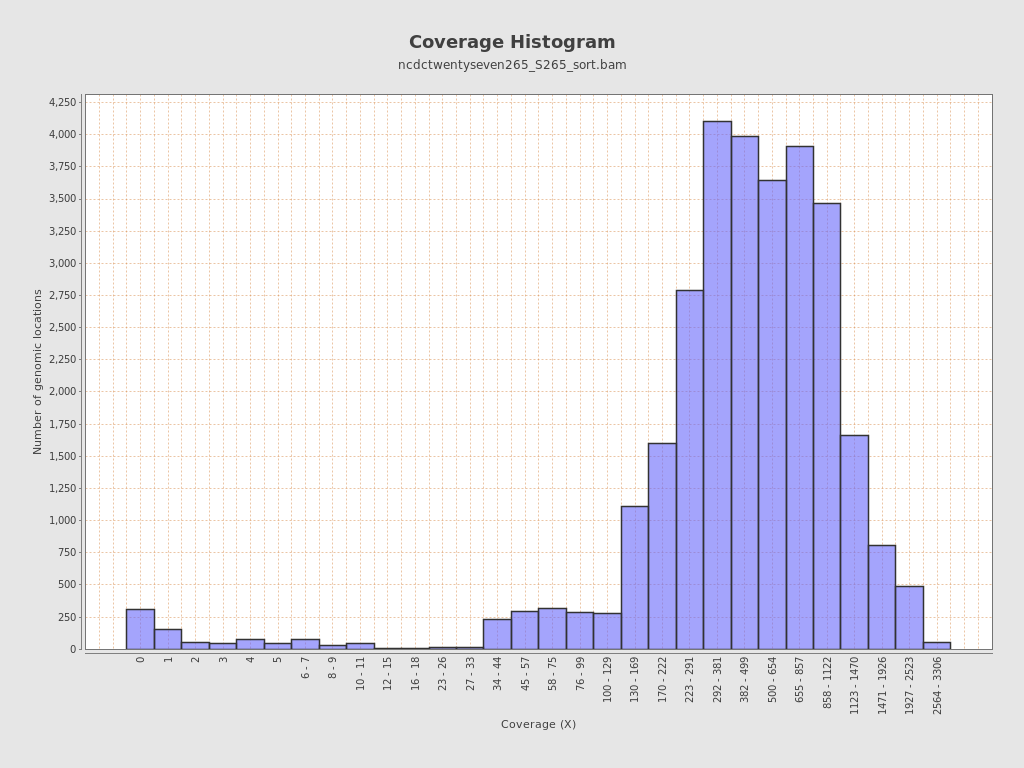 Coverage Histogram
ncdctwentyseven265_S265_sort.bam
Number of genomic locations
4,250
4,000
3,750
3,500
3,250
3,000
2,750
2,500
2,250
2,000
1,750
1,500
1,250
1,000
750
500
250
0
0
1
2
3
4
5
6 - 7
8 - 9
10 - 11
12 - 15
16 - 18
23 - 26
27 - 33
34 - 44
45 - 57
58 - 75
76 - 99
100 - 129
130 - 169
170 - 222
223 - 291
292 - 381
382 - 499
500 - 654
655 - 857
858 - 1122
1123 - 1470
1471 - 1926
1927 - 2523
2564 - 3306
Coverage (X)